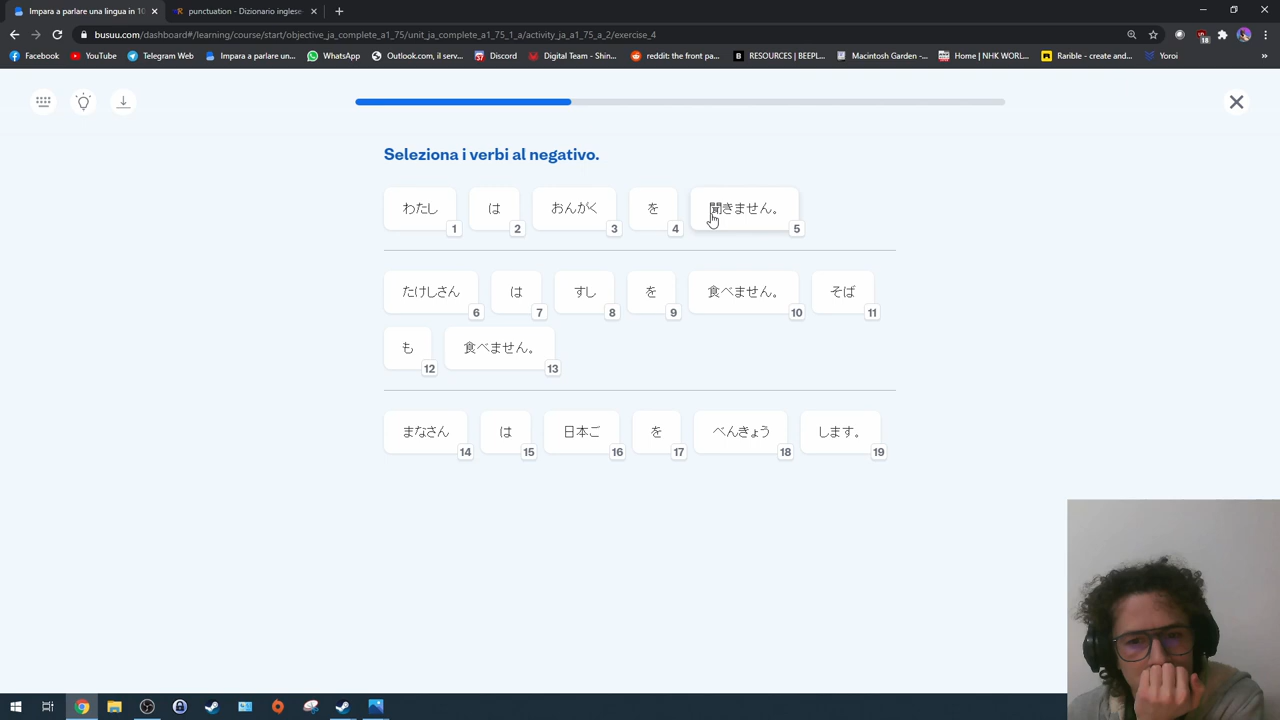 Impara a parlare una lingua in 10
punctuation - Dizionario inglese-
busuu.com/dashboard#/learning/course/start/objective_ja_complete_a1_75/unit_ja_complete_a1_75_1_a/activity_ja_a1_75_a_2/exercise_4
18
Facebook
YouTube
Telegram Web
Impara a parlare un...
WhatsApp
Outlook.com, il serv...
Discord
Digital Team - Shin...
reddit: the front pa...
RESOURCES | BEEPL...
Macintosh Garden -...
Home | NHK WORL...
Rarible - create and...
Yoroi
»
Seleziona i verbi al negativo.
わたし は おんがく を 聞きません。
1 2 3 4 5
たけしさん は すし を 食べません。 そば
6 7 8 9 10 11
も 食べません。
12 13
まなさん は 日本ご を べんきょう します。
14 15 16 17 18 19